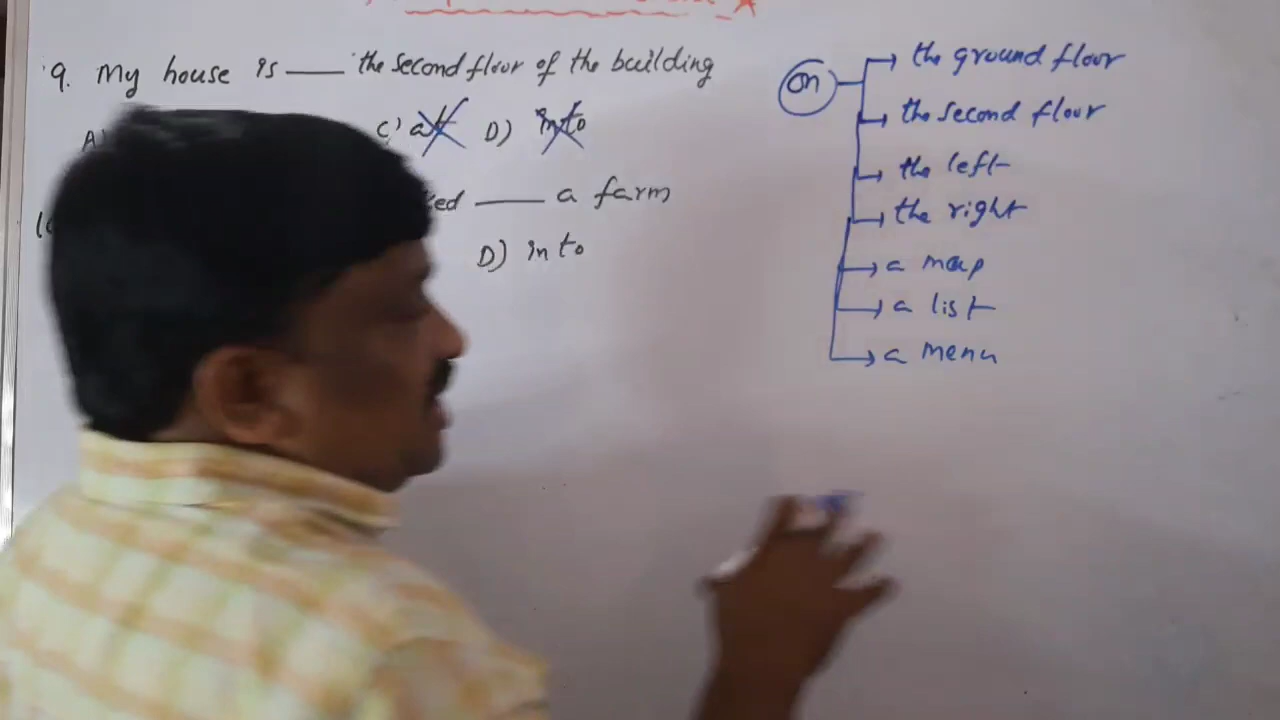 9. My house is ___ the second floor of the building
A) C) at D) into
___ a farm
D) into
on
the ground floor
the second floor
the left
the right
a map
a list
a menu